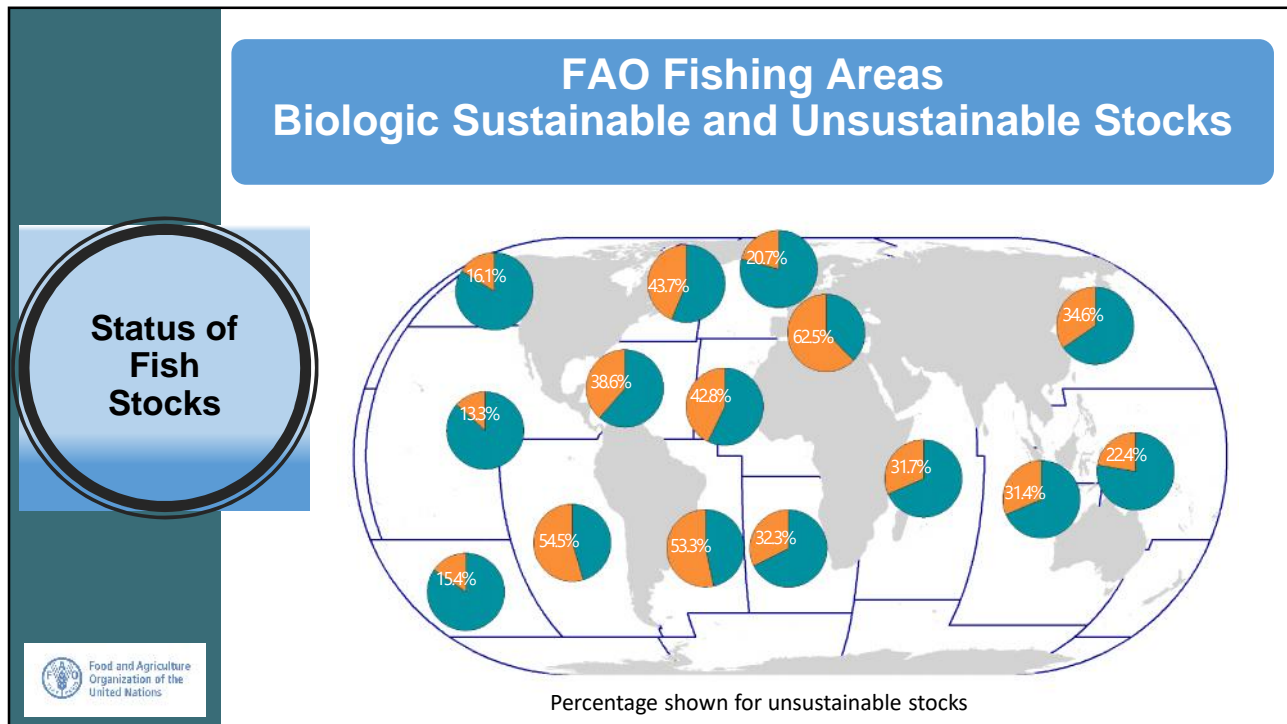 FAO Fishing Areas
Biologic Sustainable and Unsustainable Stocks
Status of
Fish
Stocks
16.1%
43.7%
20.7%
62.5%
34.6%
38.6%
42.8%
13.3%
31.7%
31.4%
22.4%
54.5%
53.3%
32.3%
15.4%
Food and Agriculture
Organization of the
United Nations
Percentage shown for unsustainable stocks